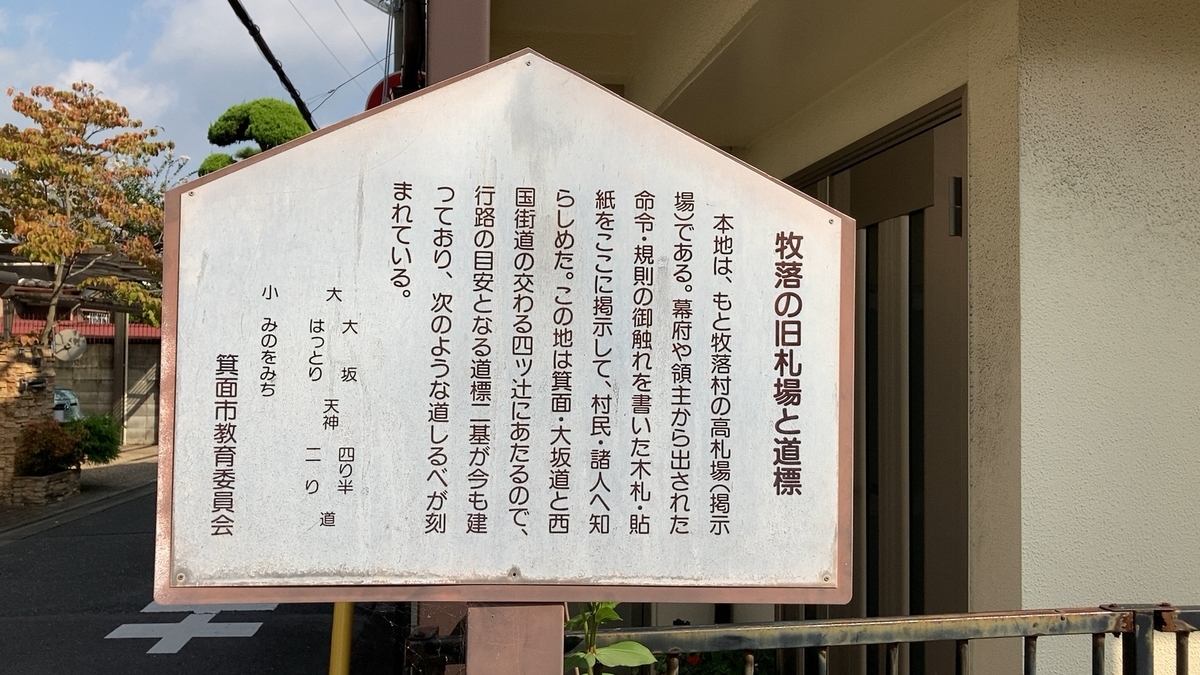 牧落の旧札場と道標
本地は、もと牧落村の高札場(掲示
場)である。幕府や領主から出された
命令・規則の御触れを書いた木札・貼
紙をここに掲示して、村民・諸人へ知
らしめた。この地は箕面・大坂道と西
国街道の交わる四ツ辻にあたるので、
行路の目安となる道標二基が今も建
つており、次のような道しるべが刻
まれている。
大 坂 四り半
大 天神 道
はつとり 二り
小 みのをみち
箕面市教育委員会